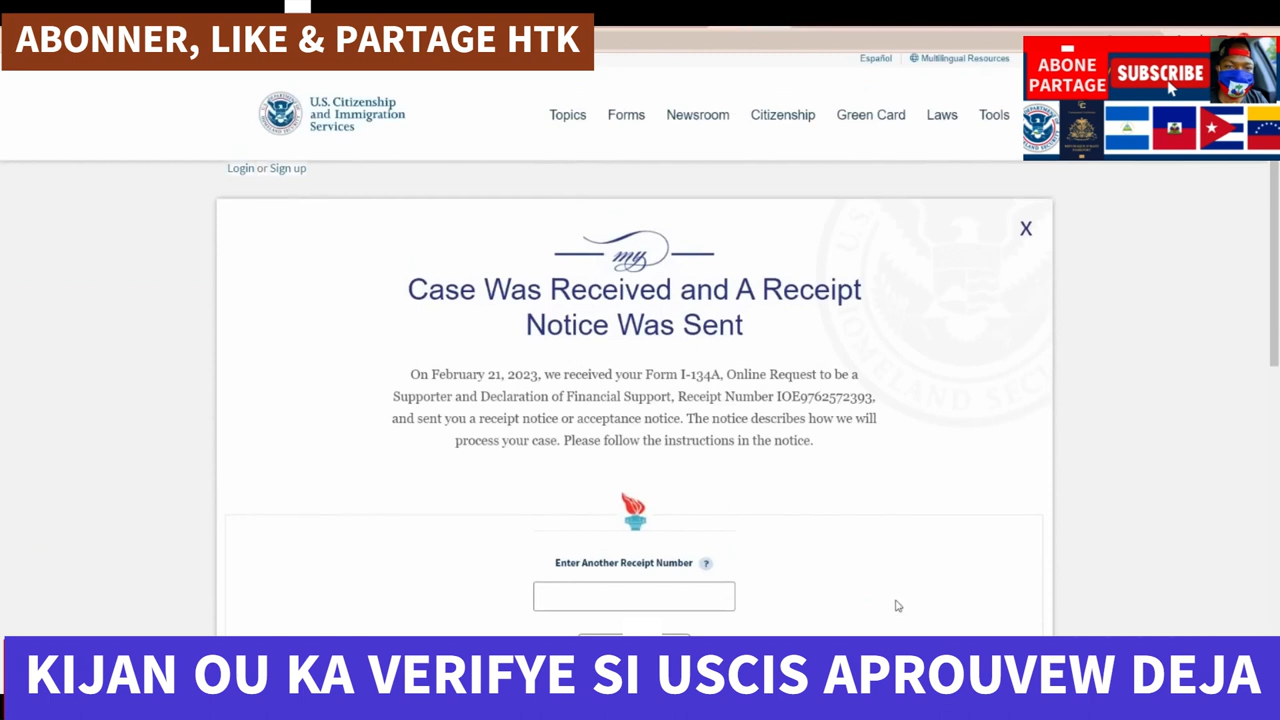 ABONNER, LIKE & PARTAGE HTK
Español
Multilingual Resources
ABONE
PARTAGE
SUBSCRIBE
U.S. Citizenship
and Immigration
Services
Topics
Forms
Newsroom
Citizenship
Green Card
Laws
Tools
Login or Sign up
X
my
Case Was Received and A Receipt
Notice Was Sent
On February 21, 2023, we received your Form I-134A, Online Request to be a
Supporter and Declaration of Financial Support, Receipt Number IOE9762572393,
and sent you a receipt notice or acceptance notice. The notice describes how we will
process your case. Please follow the instructions in the notice.
Enter Another Receipt Number ?
KIJAN OU KA VERIFYE SI USCIS APROUVEW DEJA